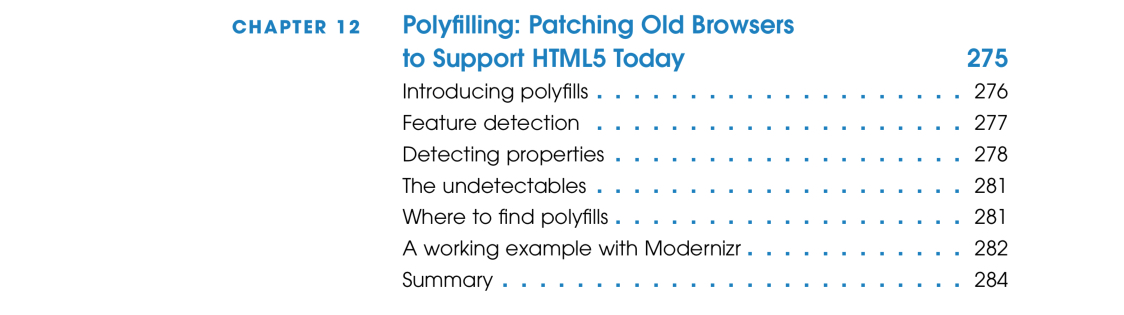 CHAPTER 12 Polyfilling: Patching Old Browsers
to Support HTML5 Today 275
Introducing polyfills . . . . . . . . . . . . . . . . . . . . 276
Feature detection . . . . . . . . . . . . . . . . . . . . 277
Detecting properties . . . . . . . . . . . . . . . . . . . 278
The undetectables . . . . . . . . . . . . . . . . . . . . 281
Where to find polyfills . . . . . . . . . . . . . . . . . . . 281
A working example with Modernizr . . . . . . . . . . . . 282
Summary . . . . . . . . . . . . . . . . . . . . . . . . . 284